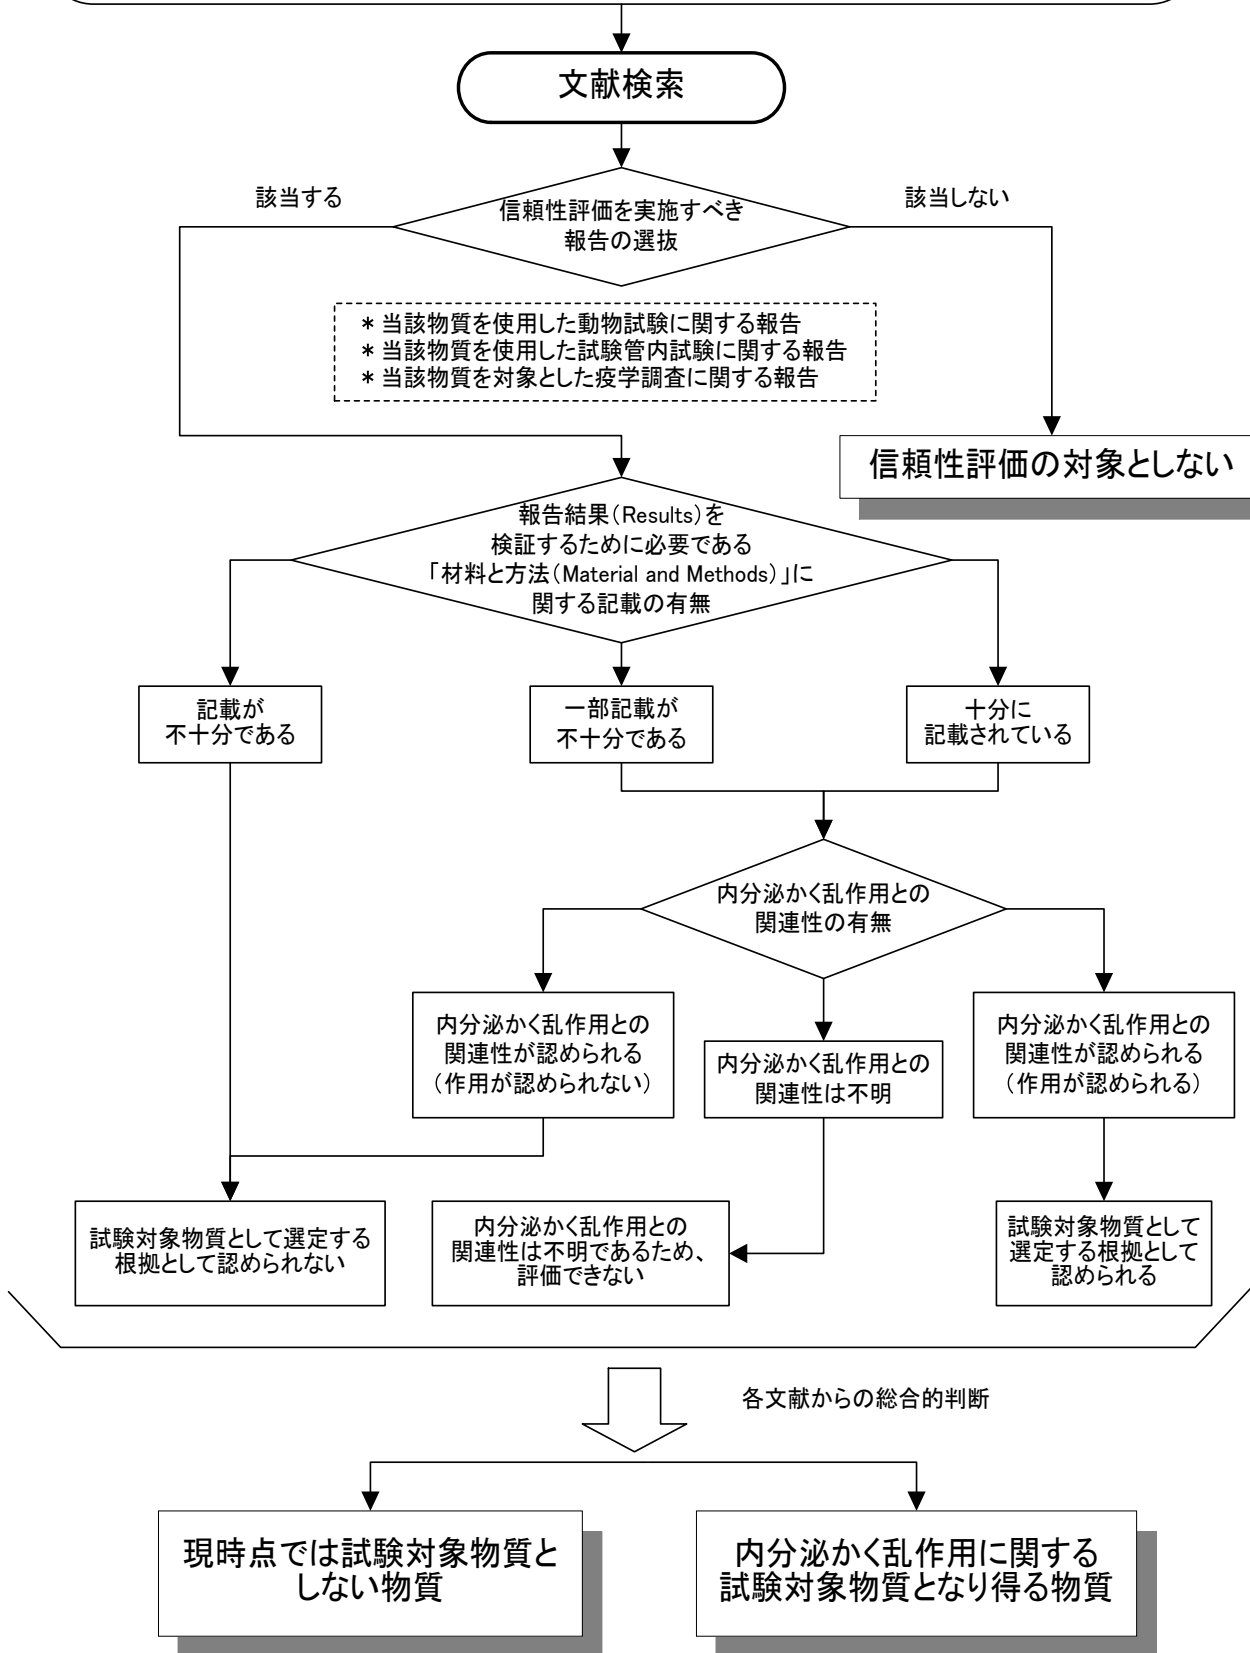 文献検索
該当する
該当しない
信頼性評価を実施すべき
報告の選抜
＊当該物質を使用した動物試験に関する報告
＊当該物質を使用した試験管内試験に関する報告
＊当該物質を対象とした疫学調査に関する報告
信頼性評価の対象としない
報告結果（Results）を
検証するために必要である
「材料と方法（Material and Methods）」に
関する記載の有無
記載が
不十分である
一部記載が
不十分である
十分に
記載されている
内分泌かく乱作用との
関連性の有無
内分泌かく乱作用との
関連性が認められる
（作用が認められない）
内分泌かく乱作用との
関連性は不明
内分泌かく乱作用との
関連性が認められる
（作用が認められる）
試験対象物質として選定する
根拠として認められない
内分泌かく乱作用との
関連性は不明であるため、
評価できない
試験対象物質として
選定する根拠として
認められる
各文献からの総合的判断
現時点では試験対象物質と
しない物質
内分泌かく乱作用に関する
試験対象物質となり得る物質